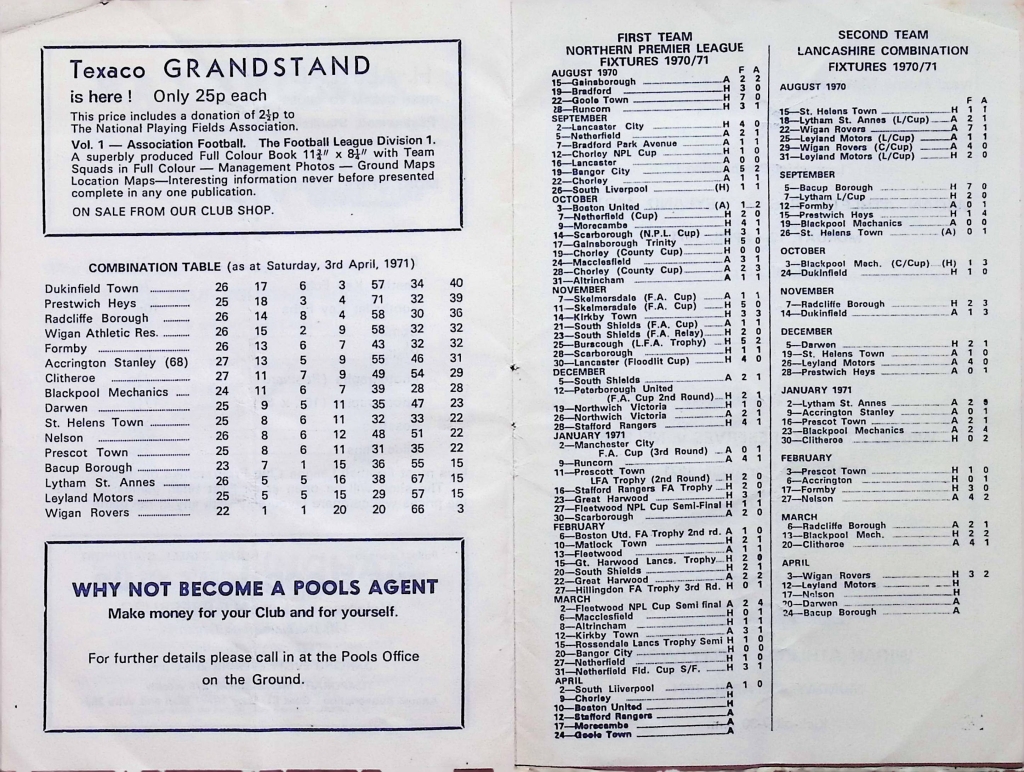 Texaco GRANDSTAND
is here! Only 25p each
This price includes a donation of 2½p to
The National Playing Fields Association.
Vol. 1 — Association Football. The Football League Division 1.
A superbly produced Full Colour Book 11¾" x 8¼" with Team
Squads in Full Colour — Management Photos — Ground Maps
Location Maps—Interesting information never before presented
complete in any one publication.
ON SALE FROM OUR CLUB SHOP.
COMBINATION TABLE (as at Saturday, 3rd April, 1971)
Dukinfield Town 26 17 6 3 57 34 40
Prestwich Heys 25 18 3 4 71 32 39
Radcliffe Borough 26 14 8 4 58 30 36
Wigan Athletic Res. 26 15 2 9 58 32 32
Formby 26 13 6 7 43 32 32
Accrington Stanley (68) 27 13 5 9 55 46 31
Clitheroe 27 11 7 9 49 54 29
Blackpool Mechanics 24 11 6 7 39 28 28
Darwen 25 9 5 11 35 47 23
St. Helens Town 25 8 6 11 32 33 22
Nelson 26 8 6 12 48 51 22
Prescot Town 25 8 6 11 31 35 22
Bacup Borough 23 7 1 15 36 55 15
Lytham St. Annes 26 5 5 16 38 67 15
Leyland Motors 25 5 5 15 29 57 15
Wigan Rovers 22 1 1 20 20 66 3
WHY NOT BECOME A POOLS AGENT
Make money for your Club and for yourself.
For further details please call in at the Pools Office
on the Ground.
FIRST TEAM
NORTHERN PREMIER LEAGUE
FIXTURES 1970/71
F A
AUGUST 1970
15—Gainsborough A 2 2
19—Bradford H 3 0
22—Goole Town H 7 0
28—Runcorn H 3 1
SEPTEMBER
2—Lancaster City H 4 0
5—Netherfield A 2 1
7—Bradford Park Avenue A 1 1
12—Chorley NPL Cup H 1 0
16—Lancaster A 0 0
19—Bangor City A 5 2
22—Chorley A 1 1
26—South Liverpool (H) 1 1
OCTOBER
3—Boston United (A) 1 2
7—Netherfield (Cup) H 2 0
9—Morecambe H 4 1
14—Scarborough (N.P.L. Cup) H 3 1
17—Gainsborough Trinity H 5 0
19—Chorley (County Cup) H 0 0
24—Macclesfield A 3 1
28—Chorley (County Cup) A 2 3
31—Altrincham A 1 1
NOVEMBER
7—Skelmersdale (F.A. Cup) A 1 1
11—Skelmersdale (F.A. Cup) H 5 0
14—Kirkby Town H 3 3
21—South Shields (F.A. Cup) A 1 1
23—South Shields (F.A. Relay) H 2 0
25—Buracough (L.F.A. Trophy) H 5 2
28—Scarborough H 1 1
30—Lancaster (Floodlit Cup) H 4 0
DECEMBER
5—South Shields A 2 1
12—Peterborough United
(F.A. Cup 2nd Round) H 2 1
19—Northwich Victoria H 1 0
26—Northwich Victoria A 2 1
28—Stafford Rangers H 4 1
JANUARY 1971
2—Manchester City
F.A. Cup (3rd Round) A 0 1
9—Runcorn A 4 1
11—Prescott Town
LFA Trophy (2nd Round) H 2 0
16—Stafford Rangers FA Trophy H 2 0
23—Great Harwood H 3 1
27—Fleetwood NPL Cup Semi-Final H 1 1
30—Scarborough A 2 0
FEBRUARY
6—Boston Utd. FA Trophy 2nd rd. A 1 0
10—Matlock Town H 2 1
13—Fleetwood A 1 1
15—Gt. Harwood Lancs. Trophy H 2 0
20—South Shields H 2 1
22—Great Harwood A 2 2
27—Hillingdon FA Trophy 3rd Rd. H 0 1
MARCH
2—Fleetwood NPL Cup Semi final A 2 4
6—Macclesfield H 0 1
8—Altrincham H 1 1
12—Kirkby Town A 3 1
15—Rossendale Lancs Trophy Semi H 1 0
20—Bangor City H 0 0
27—Netherfield H 1 0
31—Netherfield Fld. Cup S/F. H 3 1
APRIL
2—South Liiverpool A 1 0
9—Chorley H
10—Boston United H
12—Stafford Rangers A
17—Morecambe A
24—Goole Town A
SECOND TEAM
LANCASHIRE COMBINATION
FIXTURES 1970/71
AUGUST 1970
F A
15—St. Helens Town H 1 1
18—Lytham St. Annes (L/Cup) A 2 1
22—Wigan Rovers A 7 1
25—Leyland Motors (L/Cup) A 1 1
29—Wigan Rovers (C/Cup) A 4 0
31—Leyland Motors (L/Cup) H 2 0
SEPTEMBER
5—Bacup Borough H 7 0
7—Lytham L/Cup H 2 0
12—Formby A 0 1
15—Prestwich Heys H 1 4
19—Blackpool Mechanics A 0 0
26—St. Helens Town (A) 0 1
OCTOBER
3—Blackpool Mech. (C/Cup) (H) 1 3
24—Dukinfield H 1 0
NOVEMBER
7—Radcliffe Borough H 2 3
14—Dukinfield A 1 3
DECEMBER
5—Darwen H 2 1
19—St. Helens Town A 1 0
26—Leyland Motors A 4 0
28—Prestwich Heys A 0 1
JANUARY 1971
2—Lytham St. Annes A 2
9—Accrington Stanley A 0 1
16—Prescot Town A 2 1
23—Blackpool Mechanics A 2 4
30—Clitheroe H 0 2
FEBRUARY
3—Prescot Town H 1 0
6—Accrington H 0 1
17—Formby H 3 0
27—Nelson A 4 2
MARCH
6—Radcliffe Borough A 2 1
13—Blackpool Mech. H 2 2
20—Clitheroe A 4 1
APRIL
3—Wigan Rovers H 3 2
12—Leyland Motors H
17—Nelson H
20—Darwen A
24—Bacup Borough A